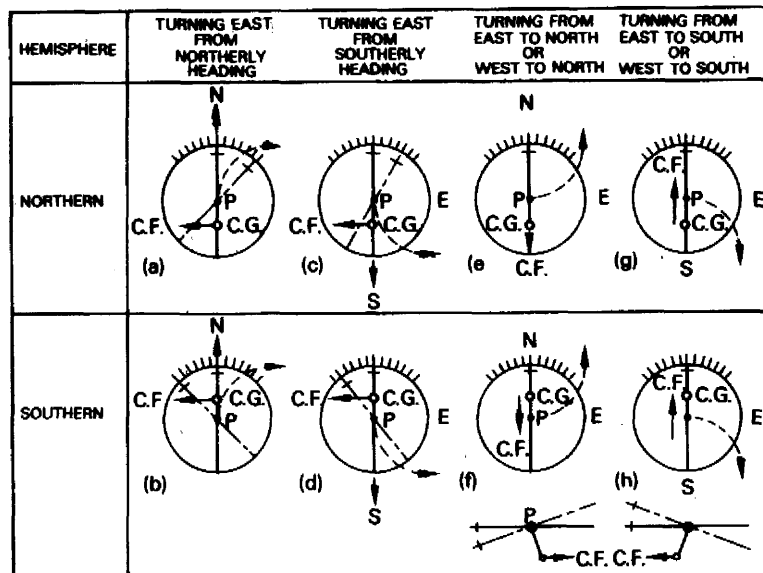 HEMISPHERE
TURNING EAST
FROM
NORTHERLY
HEADING
TURNING EAST
FROM
SOUTHERLY
HEADING
TURNING FROM
EAST TO NORTH
OR
WEST TO NORTH
TURNING FROM
EAST TO SOUTH
OR
WEST TO SOUTH
NORTHERN
N
P
C.F.
C.G.
(a)
P
E
C.F.
C.G.
(c)
S
N
P
E
C.G.
(e)
C.F.
C.F.
P
E
C.G.
(g)
S
SOUTHERN
N
C.F
C.G.
P
(b)
C.F
C.G.
P
E
(d)
S
N
C.G.
P
E
C.F.
(f)
C.F.
C.G.
E
(h)
S
P
C.F. C.F.